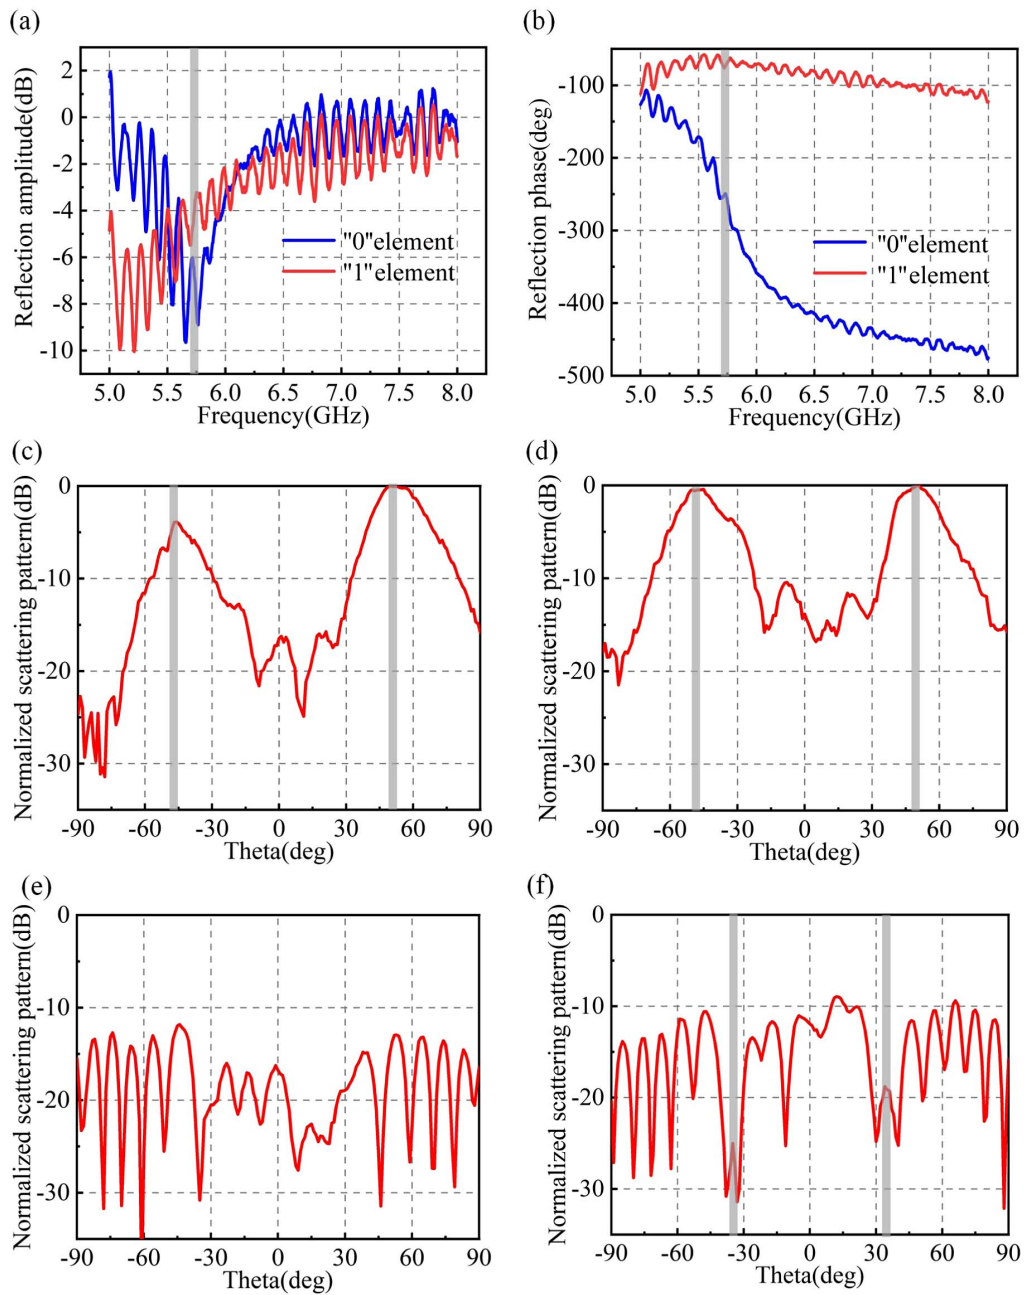 (a)
Reflection amplitude(dB)
2
0
-2
-4
-6
-8
-10
"0"element
"1"element
5.0 5.5 6.0 6.5 7.0 7.5 8.0
Frequency(GHz)
(b)
Reflection phase(deg)
-100
-200
-300
-400
-500
"0"element
"1"element
5.0 5.5 6.0 6.5 7.0 7.5 8.0
Frequency(GHz)
(c)
Normalized scattering pattern(dB)
0
-10
-20
-30
-90 -60 -30 0 30 60 90
Theta(deg)
(d)
Normalized scattering pattern(dB)
0
-10
-20
-30
-90 -60 -30 0 30 60 90
Theta(deg)
(e)
Normalized scattering pattern(dB)
0
-10
-20
-30
-90 -60 -30 0 30 60 90
Theta(deg)
(f)
Normalized scattering pattern(dB)
0
-10
-20
-30
-90 -60 -30 0 30 60 90
Theta(deg)